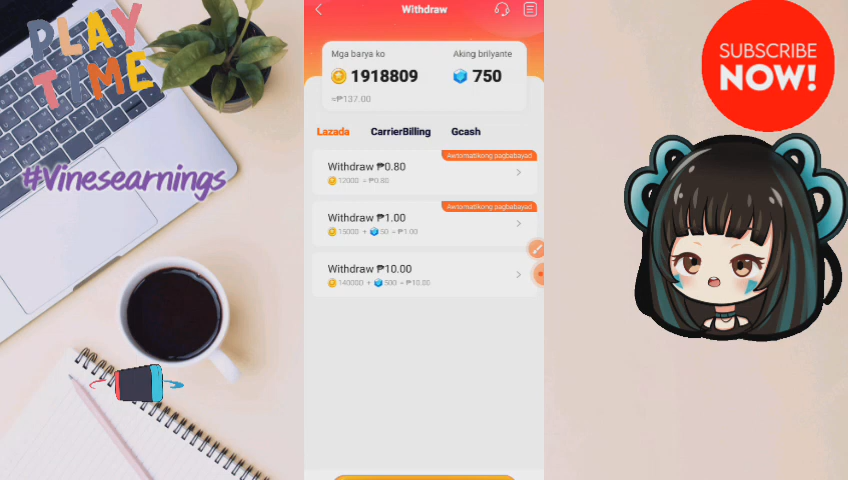 PLAY
TIME
#Vinesearnings
Withdraw
Mga barya ko
Aking brilyante
1918809
750
≈₱137.00
Lazada
CarrierBilling
Gcash
Awtomatikong pagbabayad
Withdraw ₱0.80
12000 ≈ ₱0.80
Awtomatikong pagbabayad
Withdraw ₱1.00
15000 + 50 ≈ ₱1.00
Withdraw ₱10.00
140000 + 500 ≈ ₱10.00
SUBSCRIBE
NOW!